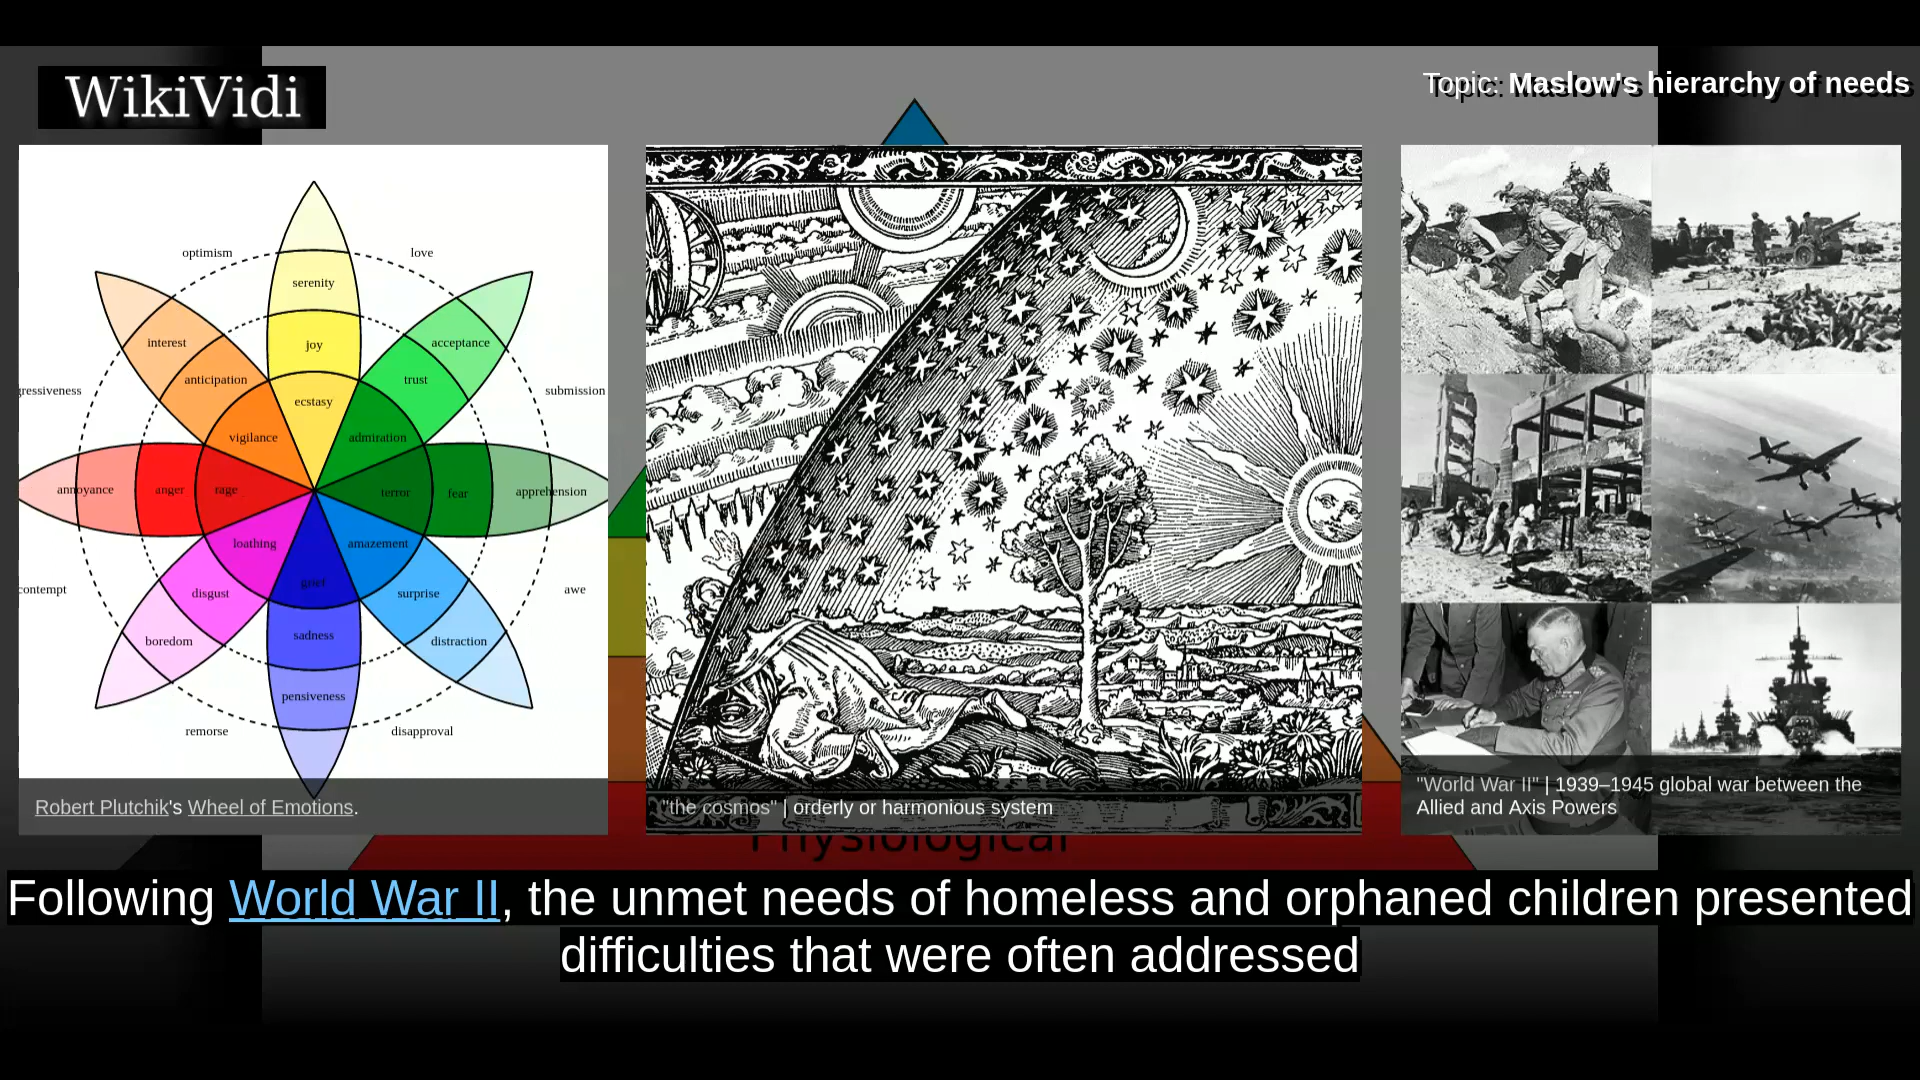 WikiVidi
Topic: Maslow's hierarchy of needs
optimism
love
serenity
interest
joy
acceptance
anticipation
trust
gressiveness
submission
ecstasy
vigilance
admiration
annoyance
anger
rage
terror
fear
apprehension
loathing
amazement
grief
contempt
disgust
surprise
awe
boredom
sadness
distraction
pensiveness
remorse
disapproval
Robert Plutchik's Wheel of Emotions.
"the cosmos" | orderly or harmonious system
"World War II" | 1939–1945 global war between the
Allied and Axis Powers
Physiological
Following World War II, the unmet needs of homeless and orphaned children presented
difficulties that were often addressed